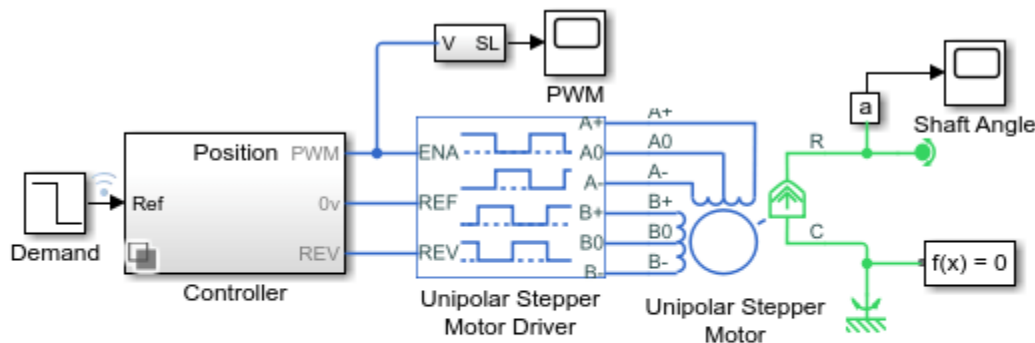 V SL
PWM
a
Shaft Angle
Demand
Ref
Position PWM
0v
REV
Controller
ENA
REF
REV
A+
A0
A-
B+
B0
B-
Unipolar Stepper
Motor Driver
A+
A0
A-
B+
B0
B-
Unipolar Stepper
Motor
R
C
f(x) = 0